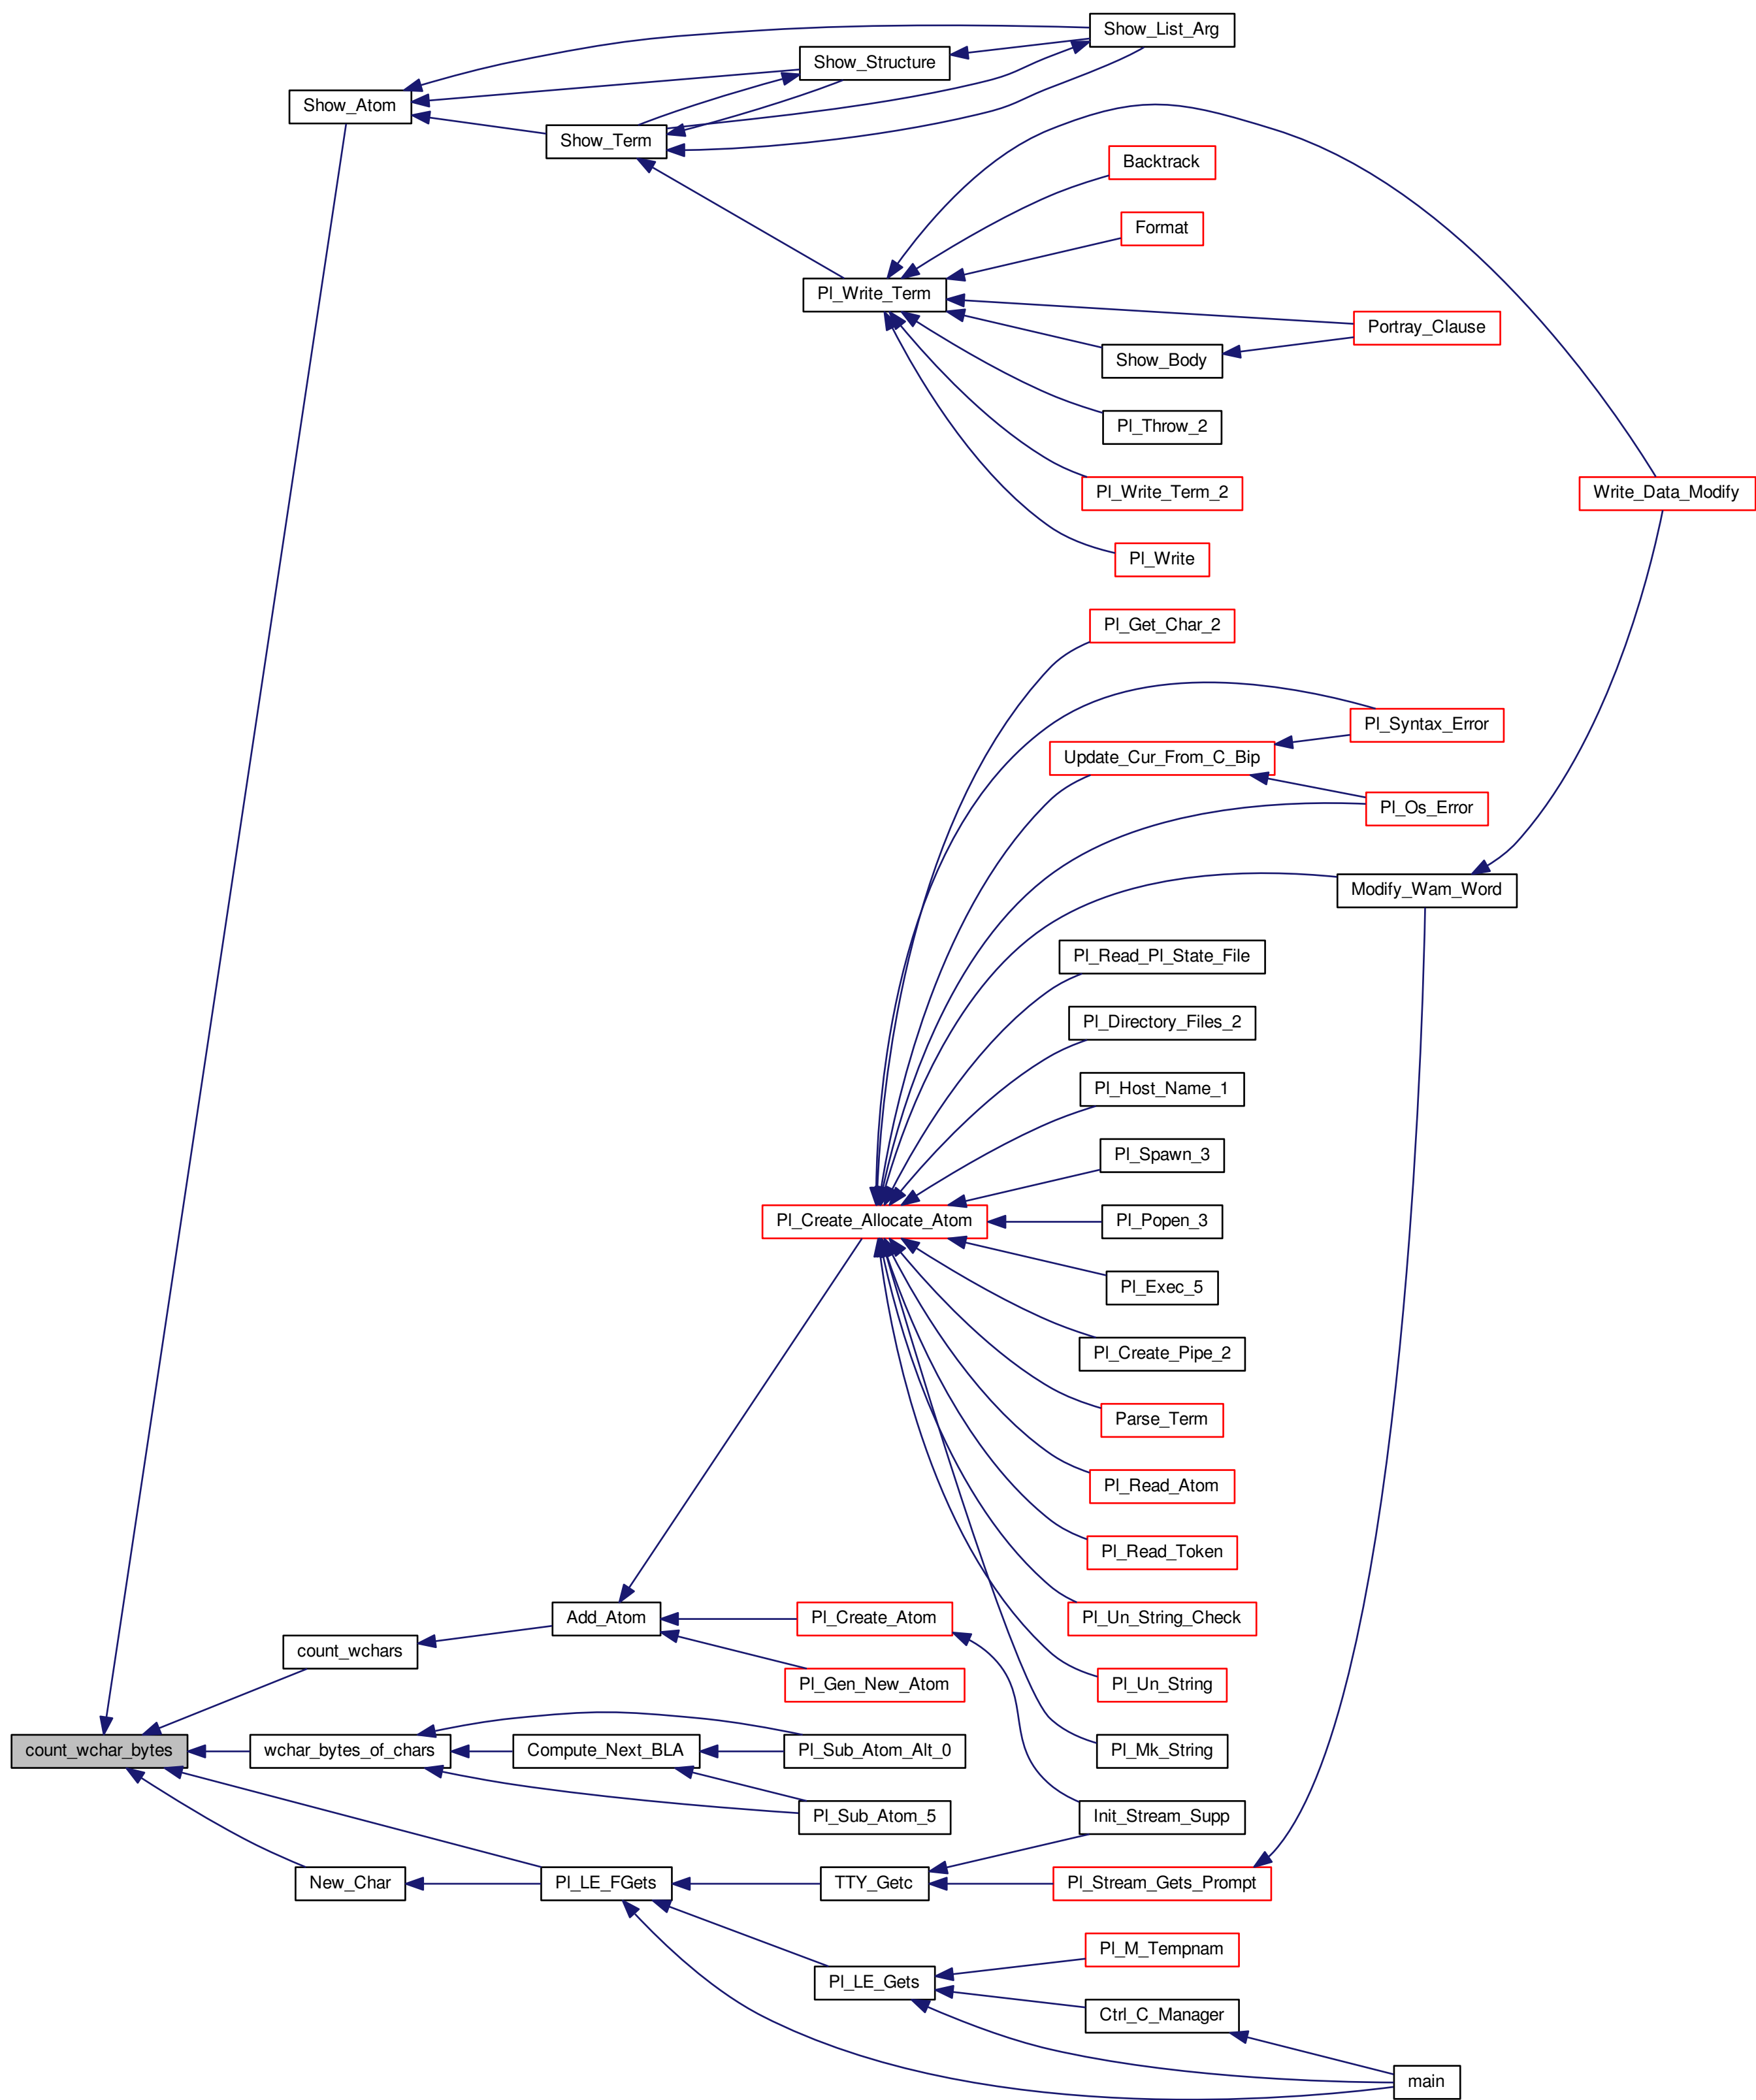 Show_List_Arg
Show_Structure
Show_Atom
Show_Term
Backtrack
Format
Pl_Write_Term
Portray_Clause
Show_Body
Pl_Throw_2
Pl_Write_Term_2
Write_Data_Modify
Pl_Write
Pl_Get_Char_2
Pl_Syntax_Error
Update_Cur_From_C_Bip
Pl_Os_Error
Modify_Wam_Word
Pl_Read_Pl_State_File
Pl_Directory_Files_2
Pl_Host_Name_1
Pl_Spawn_3
Pl_Create_Allocate_Atom
Pl_Popen_3
Pl_Exec_5
Pl_Create_Pipe_2
Parse_Term
Pl_Read_Atom
Pl_Read_Token
Add_Atom
Pl_Create_Atom
Pl_Un_String_Check
count_wchars
Pl_Gen_New_Atom
Pl_Un_String
count_wchar_bytes
wchar_bytes_of_chars
Compute_Next_BLA
Pl_Sub_Atom_Alt_0
Pl_Mk_String
Pl_Sub_Atom_5
Init_Stream_Supp
New_Char
Pl_LE_FGets
TTY_Getc
Pl_Stream_Gets_Prompt
Pl_M_Tempnam
Pl_LE_Gets
Ctrl_C_Manager
main